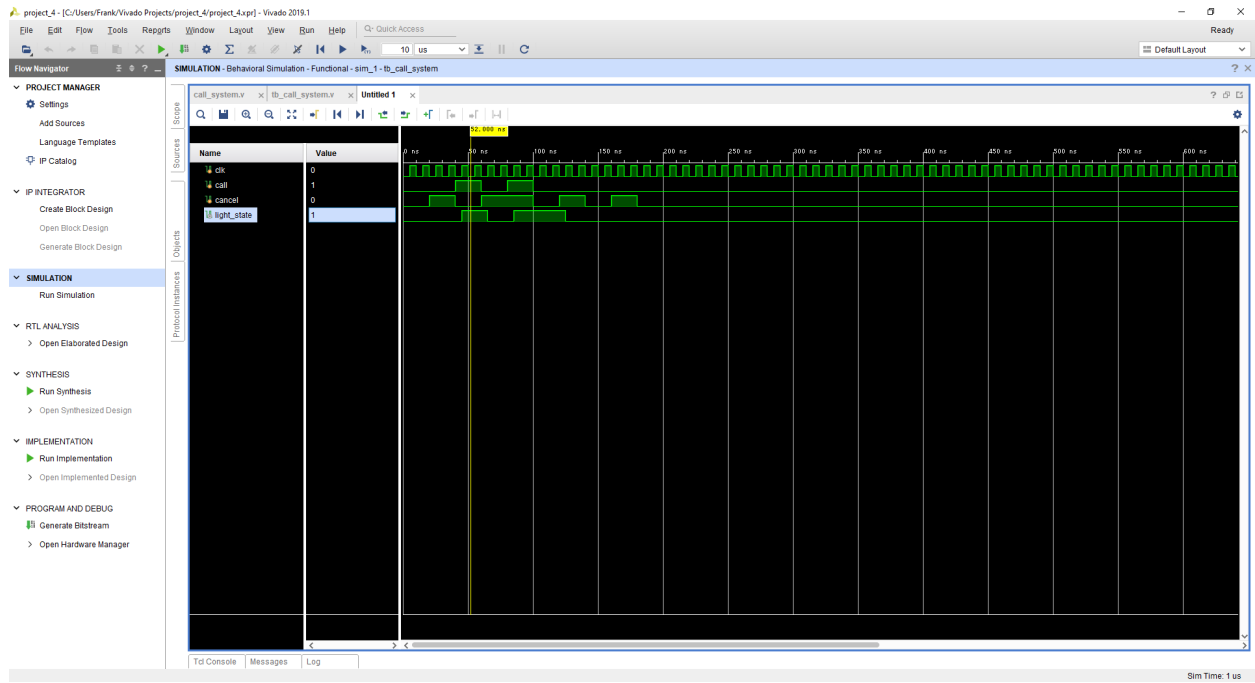 project_4 - [C:/Users/Frank/Vivado Projects/project_4/project_4.xpr] - Vivado 2019.1
File Edit Flow Tools Reports Window Layout View Run Help Q- Quick Access Ready
10 us Default Layout
Flow Navigator
SIMULATION - Behavioral Simulation - Functional - sim_1 - tb_call_system
PROJECT MANAGER
Settings
Add Sources
Language Templates
IP Catalog
IP INTEGRATOR
Create Block Design
Open Block Design
Generate Block Design
SIMULATION
Run Simulation
RTL ANALYSIS
Open Elaborated Design
SYNTHESIS
Run Synthesis
Open Synthesized Design
IMPLEMENTATION
Run Implementation
Open Implemented Design
PROGRAM AND DEBUG
Generate Bitstream
Open Hardware Manager
Scope
Sources
Objects
Protocol Instances
call_system.v tb_call_system.v Untitled 1
52.000 ns
Name Value
0 ns 50 ns 100 ns 150 ns 200 ns 250 ns 300 ns 350 ns 400 ns 450 ns 500 ns 550 ns 600 ns
clk 0
call 1
cancel 0
light_state 1
Tcl Console Messages Log
Sim Time: 1 us